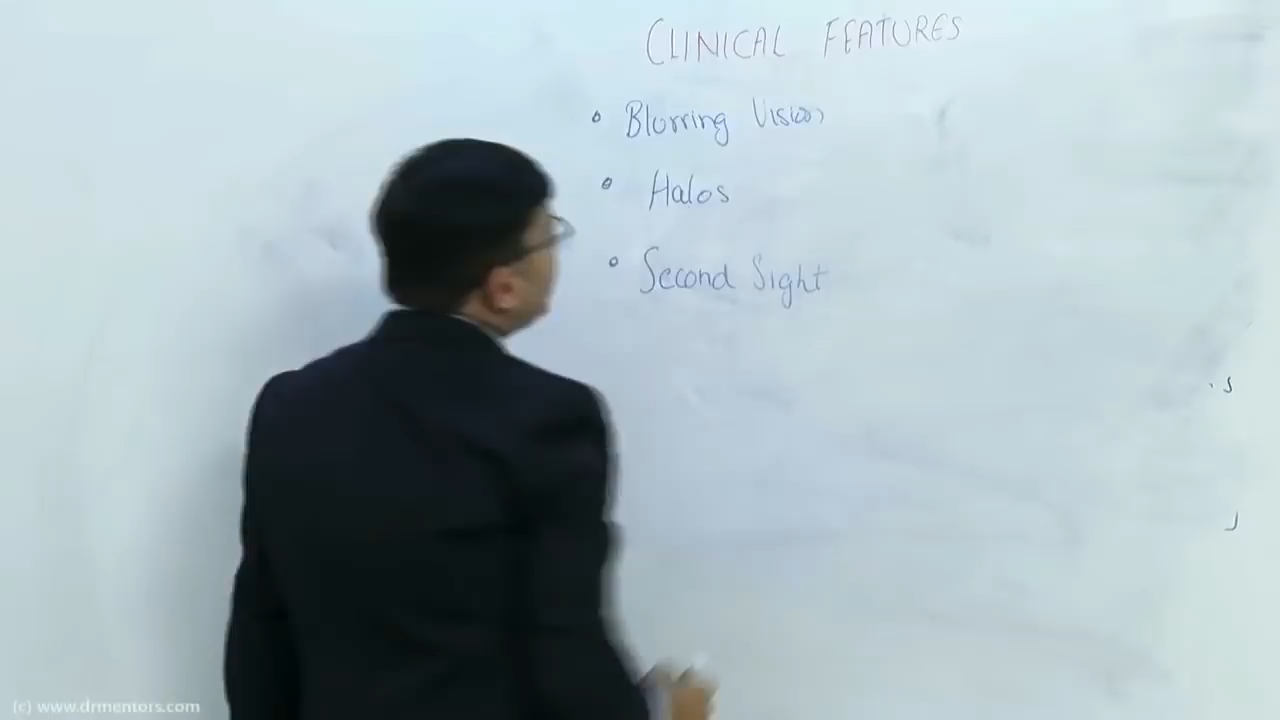 CLINICAL FEATURES
• Blurring Vision
• Halos
• Second Sight
(c) www.drmentors.com